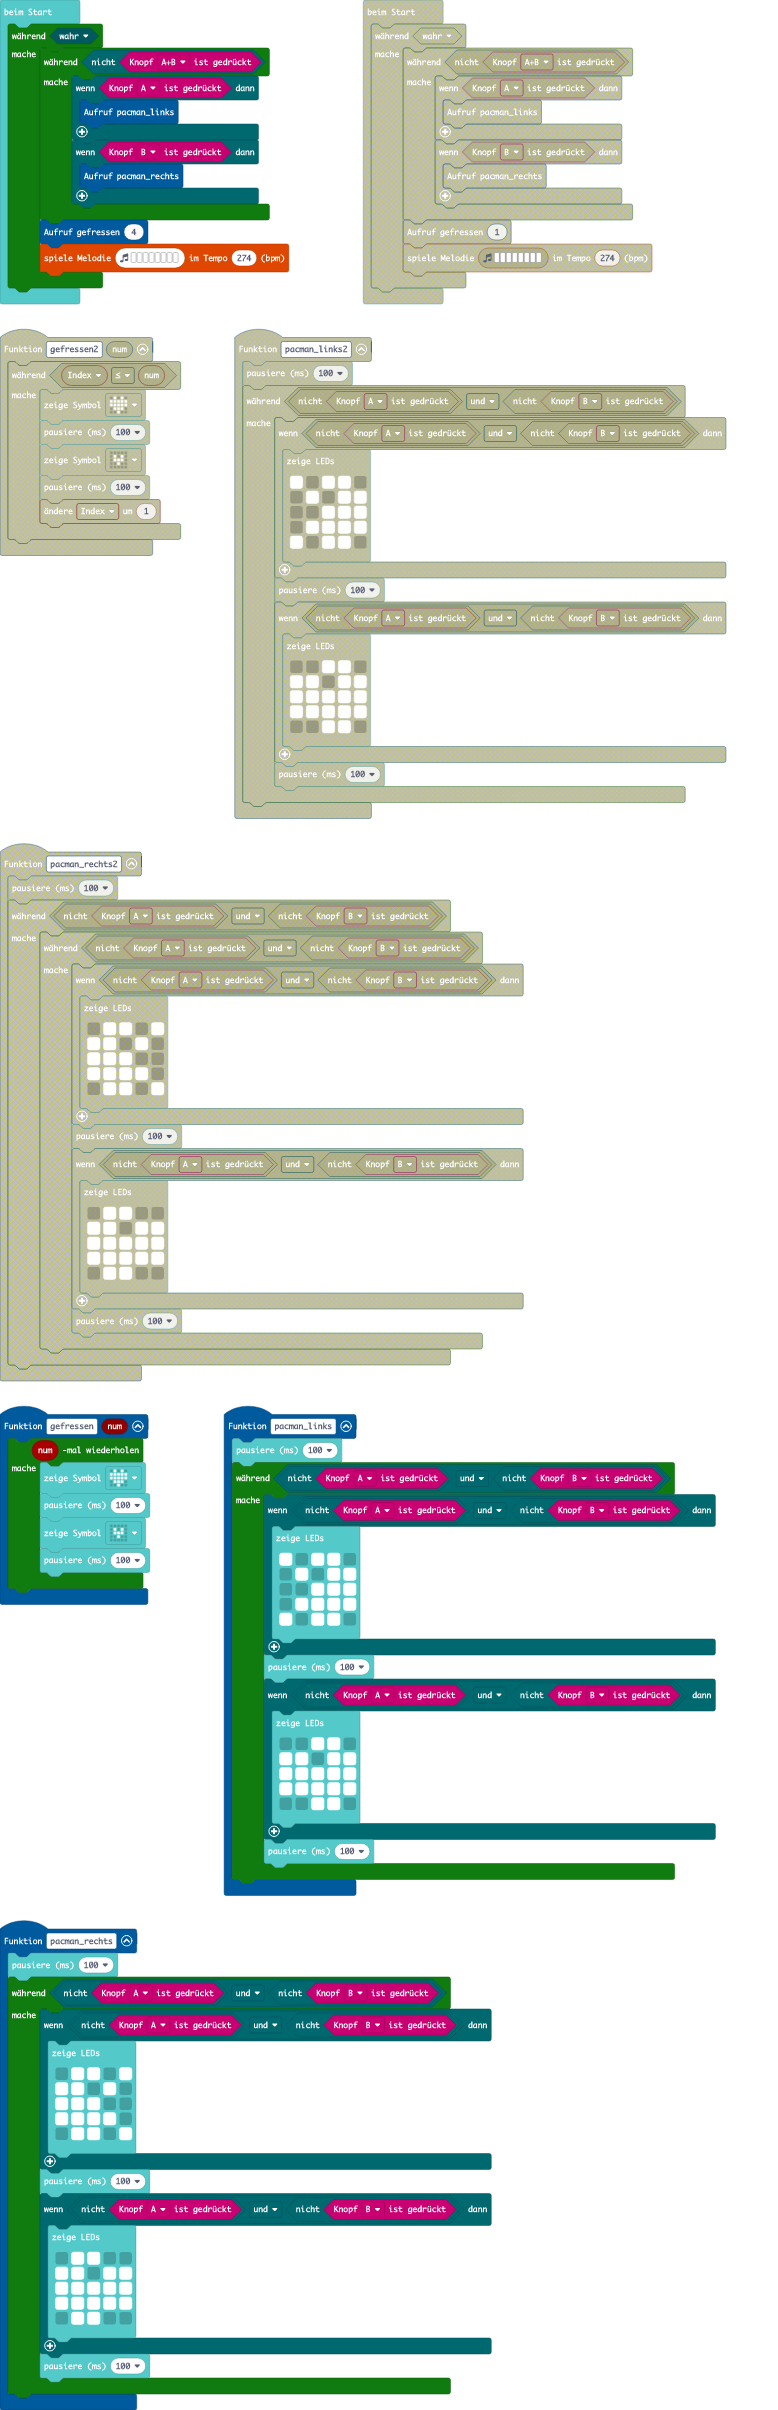 beim Start
während wahr
mache
während nicht Knopf A+B ist gedrückt
mache
wenn Knopf A ist gedrückt dann
Aufruf pacman_links
wenn Knopf B ist gedrückt dann
Aufruf pacman_rechts
Aufruf gefressen 4
spiele Melodie im Tempo 274 (bpm)
beim Start
während wahr
mache
während nicht Knopf A+B ist gedrückt
mache
wenn Knopf A ist gedrückt dann
Aufruf pacman_links
wenn Knopf B ist gedrückt dann
Aufruf pacman_rechts
Aufruf gefressen 1
spiele Melodie im Tempo 274 (bpm)
Funktion gefressen2 num
während Index ≤ num
mache
zeige Symbol
pausiere (ms) 100
zeige Symbol
pausiere (ms) 100
ändere Index um 1
Funktion pacman_links2
pausiere (ms) 100
während nicht Knopf A ist gedrückt und nicht Knopf B ist gedrückt
mache
wenn nicht Knopf A ist gedrückt und nicht Knopf B ist gedrückt dann
zeige LEDs
pausiere (ms) 100
wenn nicht Knopf A ist gedrückt und nicht Knopf B ist gedrückt dann
zeige LEDs
pausiere (ms) 100
Funktion pacman_rechts2
pausiere (ms) 100
während nicht Knopf A ist gedrückt und nicht Knopf B ist gedrückt
mache
während nicht Knopf A ist gedrückt und nicht Knopf B ist gedrückt
mache
wenn nicht Knopf A ist gedrückt und nicht Knopf B ist gedrückt dann
zeige LEDs
pausiere (ms) 100
wenn nicht Knopf A ist gedrückt und nicht Knopf B ist gedrückt dann
zeige LEDs
pausiere (ms) 100
Funktion gefressen num
num -mal wiederholen
mache
zeige Symbol
pausiere (ms) 100
zeige Symbol
pausiere (ms) 100
Funktion pacman_links
pausiere (ms) 100
während nicht Knopf A ist gedrückt und nicht Knopf B ist gedrückt
mache
wenn nicht Knopf A ist gedrückt und nicht Knopf B ist gedrückt dann
zeige LEDs
pausiere (ms) 100
wenn nicht Knopf A ist gedrückt und nicht Knopf B ist gedrückt dann
zeige LEDs
pausiere (ms) 100
Funktion pacman_rechts
pausiere (ms) 100
während nicht Knopf A ist gedrückt und nicht Knopf B ist gedrückt
mache
wenn nicht Knopf A ist gedrückt und nicht Knopf B ist gedrückt dann
zeige LEDs
pausiere (ms) 100
wenn nicht Knopf A ist gedrückt und nicht Knopf B ist gedrückt dann
zeige LEDs
pausiere (ms) 100